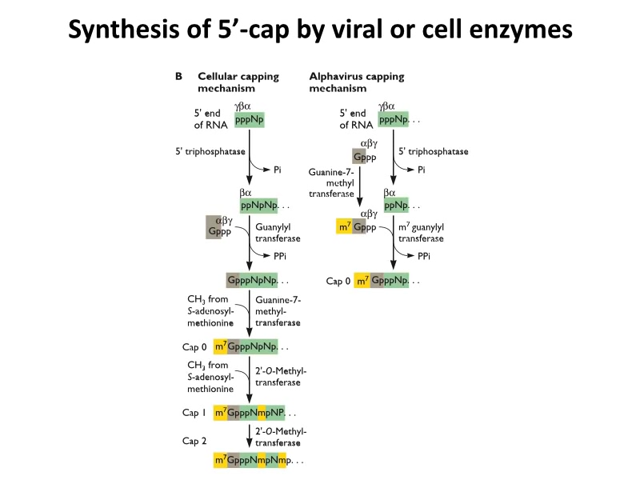 Synthesis of 5’-cap by viral or cell enzymes
B Cellular capping
mechanism
γβα
5' end
of RNA
pppNp
5' triphosphatase
Pi
βα
ppNpNp. . .
αβγ
Gppp
Guanylyl
transferase
PPi
GpppNpNp. . .
CH3 from
S-adenosyl-
methionine
Guanine-7-
methyl-
transferase
Cap 0 m7GpppNpNp. . .
CH3 from
S-adenosyl-
methionine
2'-O-Methyl-
transferase
Cap 1 m7GpppNmpNP. . .
Cap 2
2'-O-Methyl-
transferase
m7GpppNmpNmp. . .
Alphavirus capping
mechanism
γβα
5' end
of RNA
pppNp. . .
αβγ
Gppp
5' triphosphatase
Pi
Guanine-7-
methyl
transferase
βα
ppNp. . .
αβγ
m7 Gppp
m7 guanylyl
transferase
PPi
Cap 0 m7 GpppNp. . .